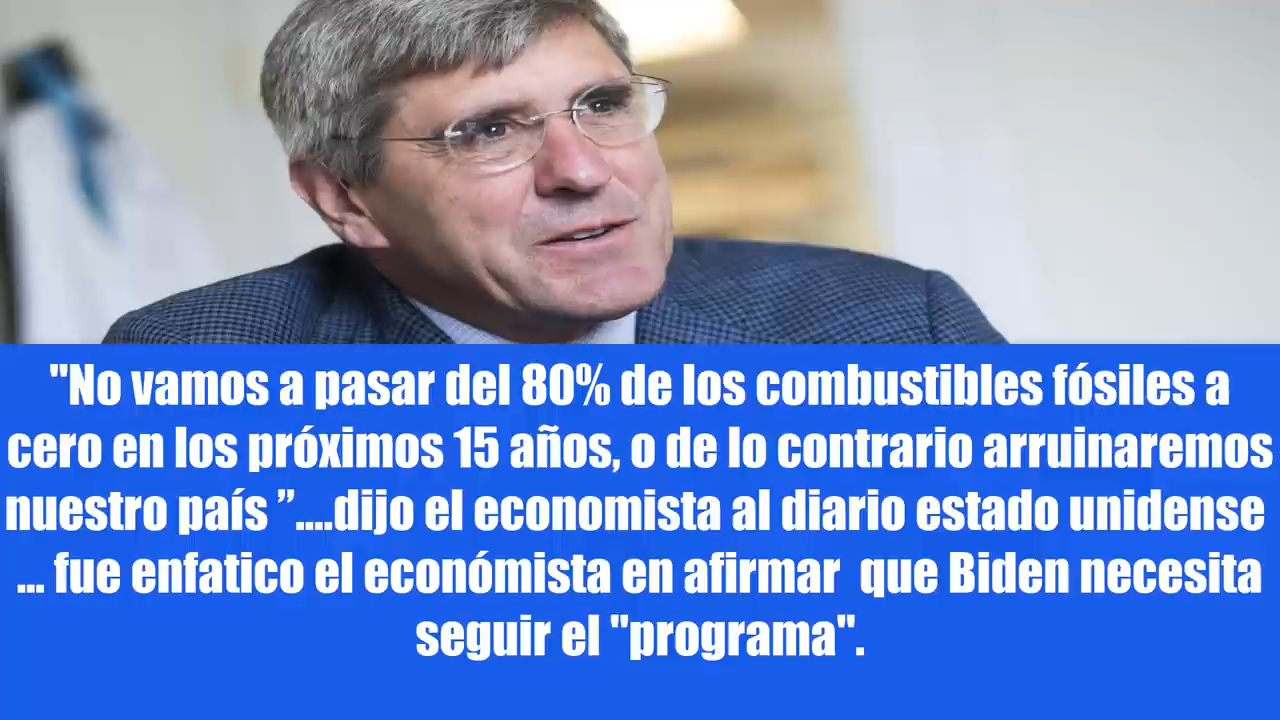 "No vamos a pasar del 80% de los combustibles fósiles a
cero en los próximos 15 años, o de lo contrario arruinaremos
nuestro país ”....dijo el economista al diario estado unidense
... fue enfatico el económista en afirmar  que Biden necesita
seguir el "programa".